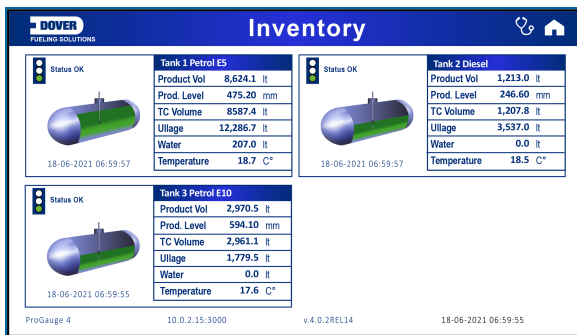 DOVER
FUELING SOLUTIONS
Inventory
Status OK
Tank 1 Petrol E5
Product Vol 8,624.1 lt
Prod. Level 475.20 mm
TC Volume 8587.4 lt
Ullage 12,286.7 lt
Water 207.0 lt
Temperature 18.7 C°
18-06-2021 06:59:57
Status OK
Tank 2 Diesel
Product Vol 1,213.0 lt
Prod. Level 246.60 mm
TC Volume 1,207.8 lt
Ullage 3,537.0 lt
Water 0.0 lt
Temperature 18.5 C°
18-06-2021 06:59:57
Status OK
Tank 3 Petrol E10
Product Vol 2,970.5 lt
Prod. Level 594.10 mm
TC Volume 2,961.1 lt
Ullage 1,779.5 lt
Water 0.0 lt
Temperature 17.6 C°
18-06-2021 06:59:55
ProGauge 4 10.0.2.15:3000 v.4.0.2REL14 18-06-2021 06:59:55